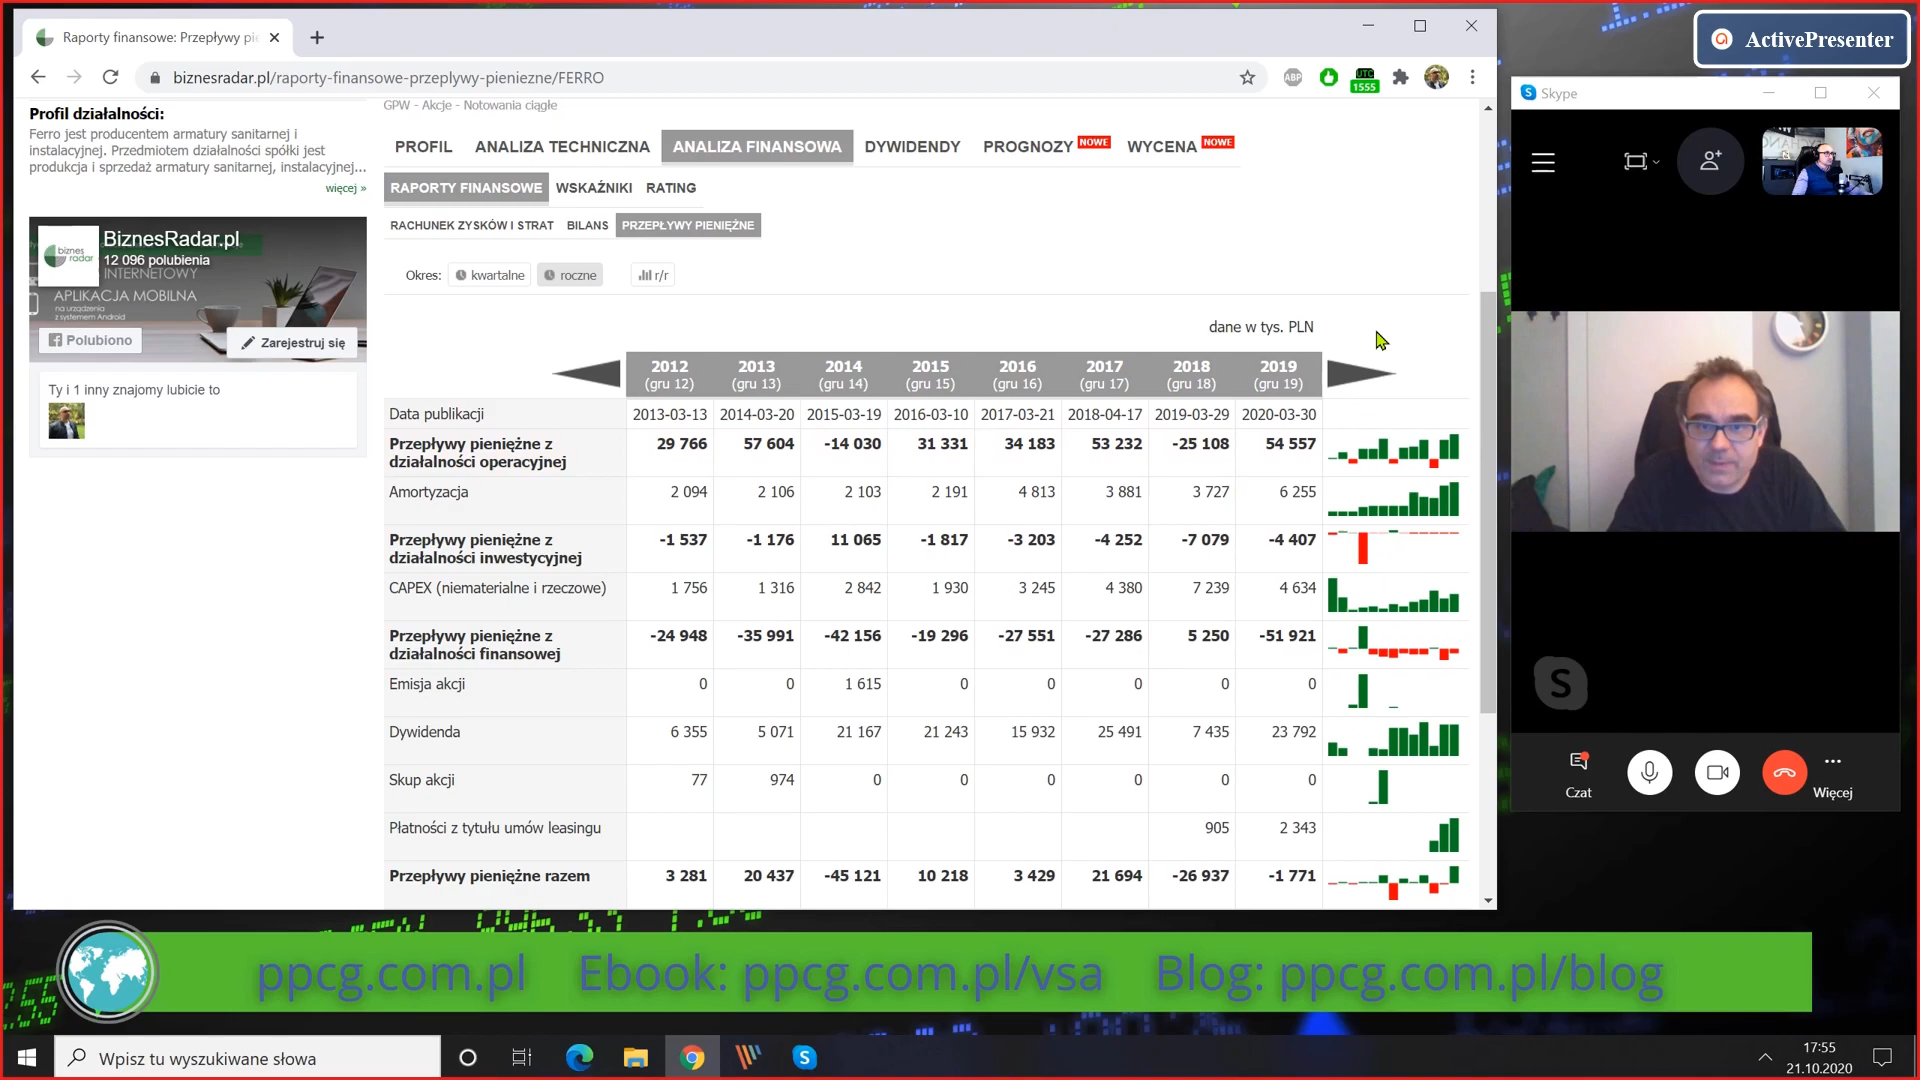 Raporty finansowe: Przepływy pie
biznesradar.pl/raporty-finansowe-przeplywy-pieniezne/FERRO
ABP
UTC
1555
Profil działalności:
Ferro jest producentem armatury sanitarnej i
instalacyjnej. Przedmiotem działalności spółki jest
produkcja i sprzedaż armatury sanitarnej, instalacyjnej...
więcej »
biznes
radar
BiznesRadar.pl
12 096 polubienia
INTERNETOWY
APLIKACJA MOBILNA
na urządzenia
z systemem Android
Polubiono
Zarejestruj się
Ty i 1 inny znajomy lubicie to
GPW - Akcje - Notowania ciągłe
PROFIL ANALIZA TECHNICZNA ANALIZA FINANSOWA DYWIDENDY PROGNOZY NOWE WYCENA NOWE
RAPORTY FINANSOWE WSKAŹNIKI RATING
RACHUNEK ZYSKÓW I STRAT BILANS PRZEPŁYWY PIENIĘŻNE
Okres: kwartalne roczne r/r
dane w tys. PLN
2012 2013 2014 2015 2016 2017 2018 2019
(gru 12) (gru 13) (gru 14) (gru 15) (gru 16) (gru 17) (gru 18) (gru 19)
Data publikacji 2013-03-13 2014-03-20 2015-03-19 2016-03-10 2017-03-21 2018-04-17 2019-03-29 2020-03-30
Przepływy pieniężne z
działalności operacyjnej 29 766 57 604 -14 030 31 331 34 183 53 232 -25 108 54 557
Amortyzacja 2 094 2 106 2 103 2 191 4 813 3 881 3 727 6 255
Przepływy pieniężne z
działalności inwestycyjnej -1 537 -1 176 11 065 -1 817 -3 203 -4 252 -7 079 -4 407
CAPEX (niematerialne i rzeczowe) 1 756 1 316 2 842 1 930 3 245 4 380 7 239 4 634
Przepływy pieniężne z
działalności finansowej -24 948 -35 991 -42 156 -19 296 -27 551 -27 286 5 250 -51 921
Emisja akcji 0 0 1 615 0 0 0 0 0
Dywidenda 6 355 5 071 21 167 21 243 15 932 25 491 7 435 23 792
Skup akcji 77 974 0 0 0 0 0 0
Płatności z tytułu umów leasingu 905 2 343
Przepływy pieniężne razem 3 281 20 437 -45 121 10 218 3 429 21 694 -26 937 -1 771
ActivePresenter
Skype
Czat
Więcej
ppcg.com.pl Ebook: ppcg.com.pl/vsa Blog: ppcg.com.pl/blog
Wpisz tu wyszukiwane słowa
17:55
21.10.2020